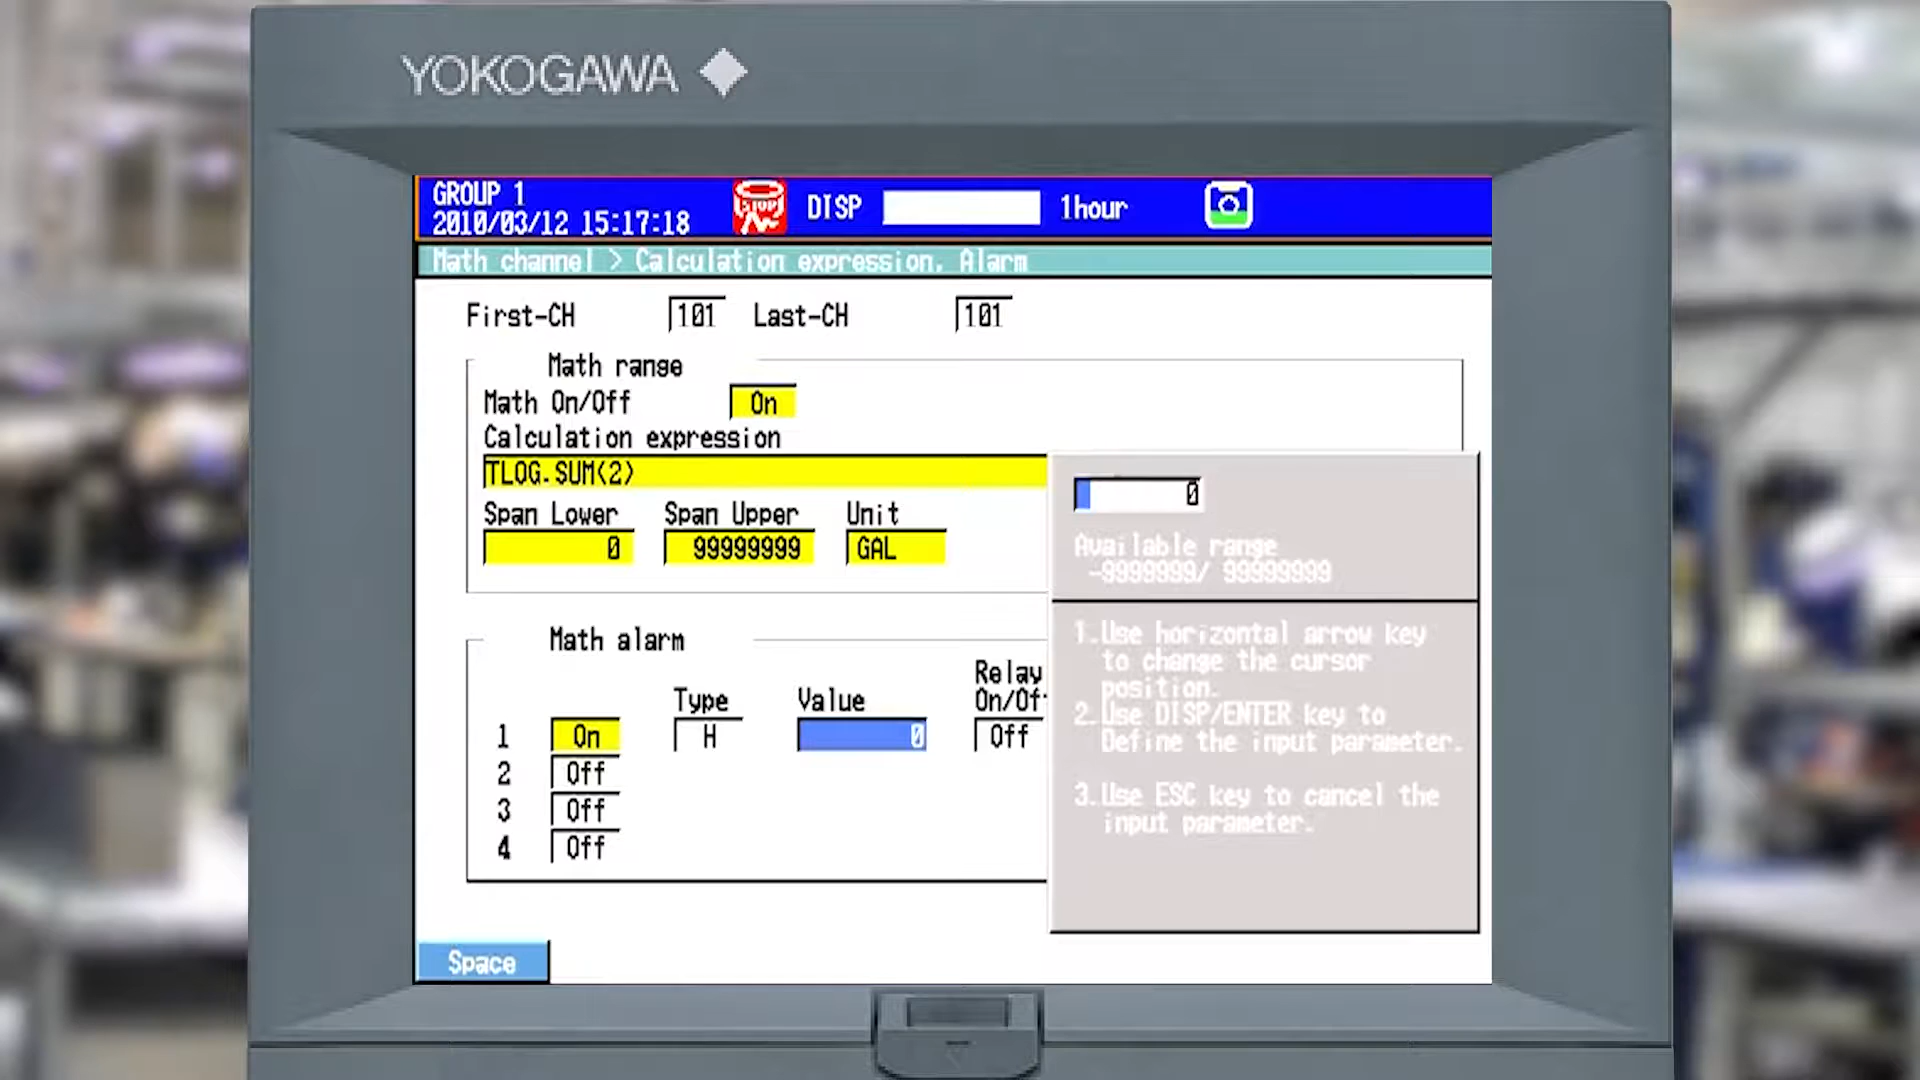 YOKOGAWA
GROUP 1
2010/03/12 15:17:18
STOP
DISP
1hour
Math channel > Calculation expression, Alarm
First-CH 101 Last-CH 101
Math range
Math On/Off On
Calculation expression
TLOG.SUM(2)
Span Lower Span Upper Unit
0 99999999 GAL
0
Available range
-9999999/ 99999999
1.Use horizontal arrow key
to change the cursor
position.
2.Use DISP/ENTER key to
Define the input parameter.
3.Use ESC key to cancel the
input parameter.
Math alarm
Relay
Type Value On/Of
1 On H 0 Off
2 Off
3 Off
4 Off
Space